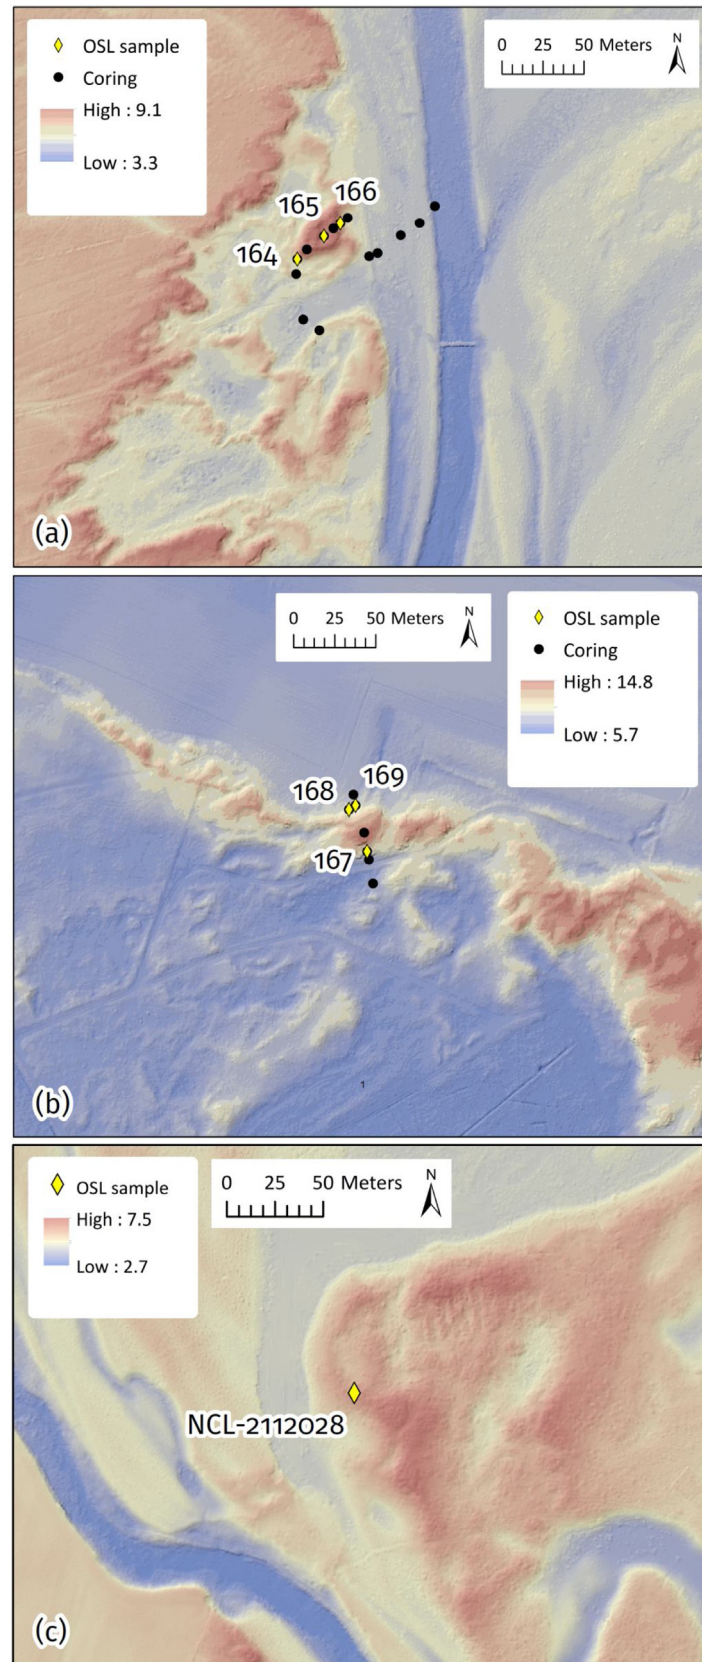 OSL sample
Coring
High : 9.1
Low : 3.3
0 25 50 Meters
N
165 166
164
(a)
0 25 50 Meters
N
OSL sample
Coring
High : 14.8
Low : 5.7
168 169
167
1
(b)
OSL sample
High : 7.5
Low : 2.7
0 25 50 Meters
N
NCL-2112028
(c)